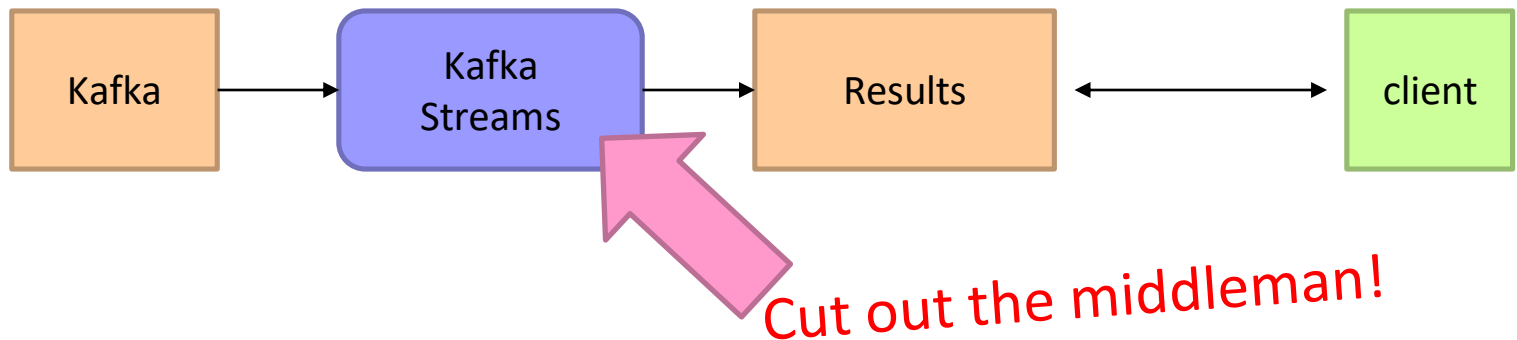 Kafka
Kafka
Streams
Results
client
Cut out the middleman!